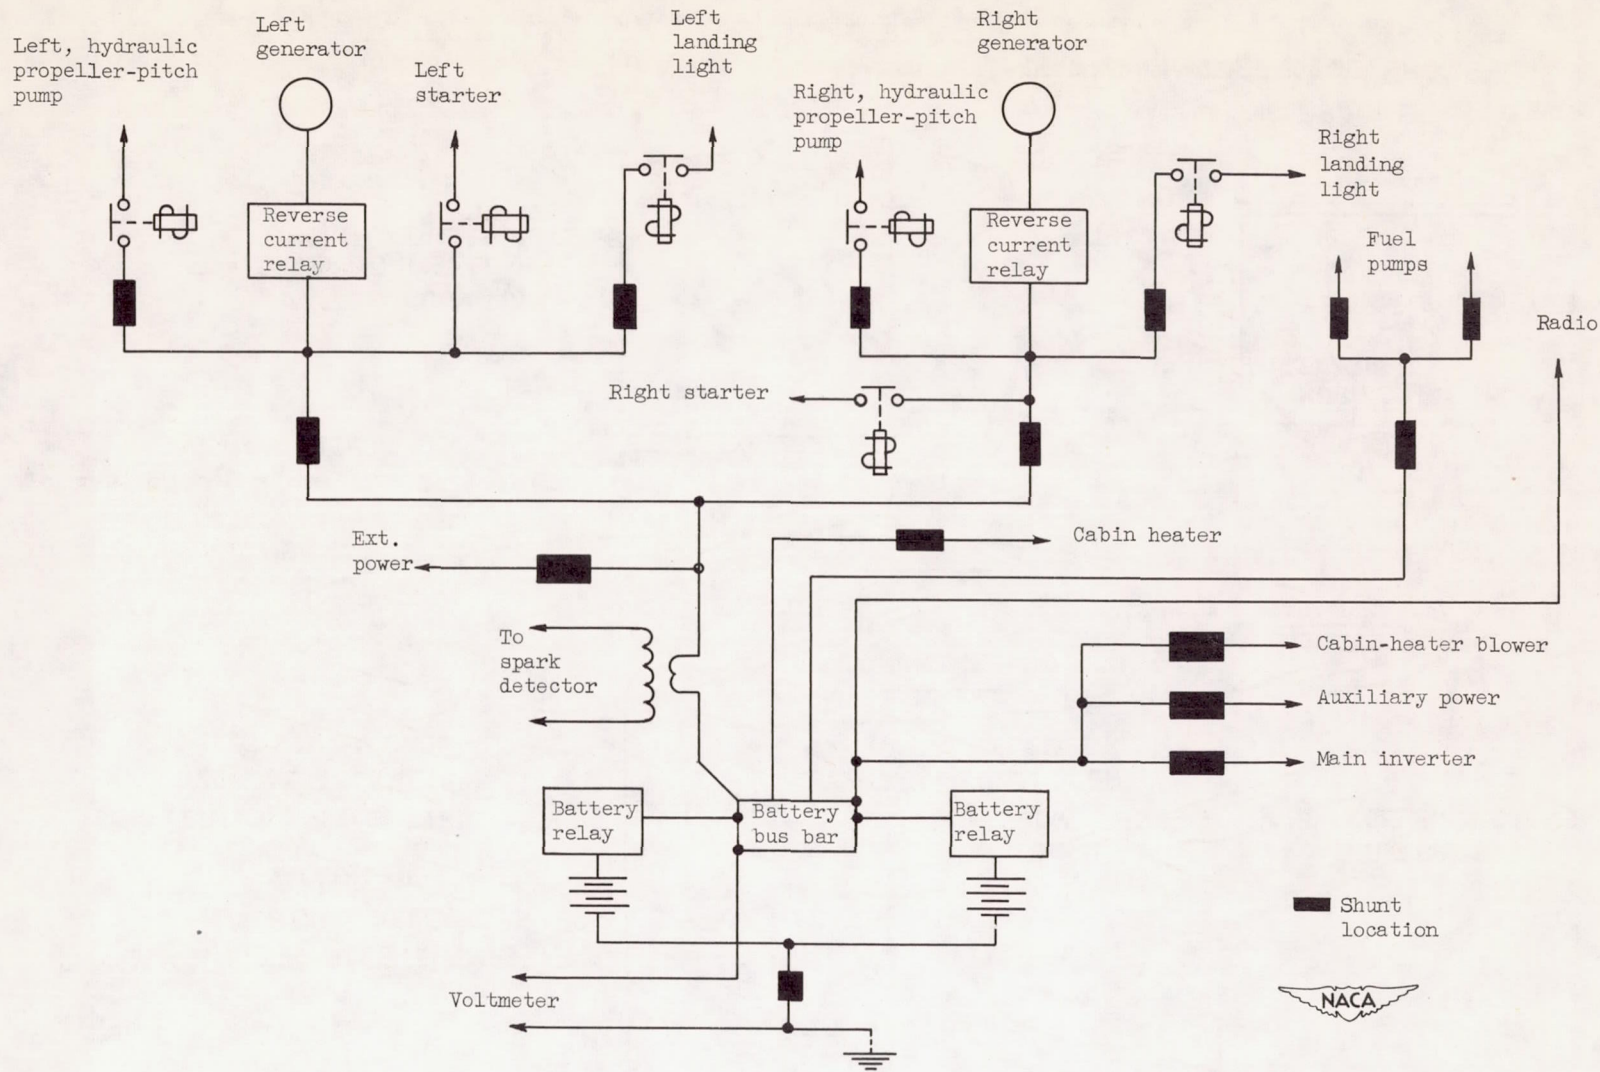 Left, hydraulic
propeller-pitch
pump
Left
generator
Left
starter
Left
landing
light
Right, hydraulic
propeller-pitch
pump
Right
generator
Right
landing
light
Fuel
pumps
Radio
Reverse
current
relay
Reverse
current
relay
Right starter
Ext.
power
Cabin heater
To
spark
detector
Cabin-heater blower
Auxiliary power
Main inverter
Battery
relay
Battery
bus bar
Battery
relay
Shunt
location
Voltmeter
NACA